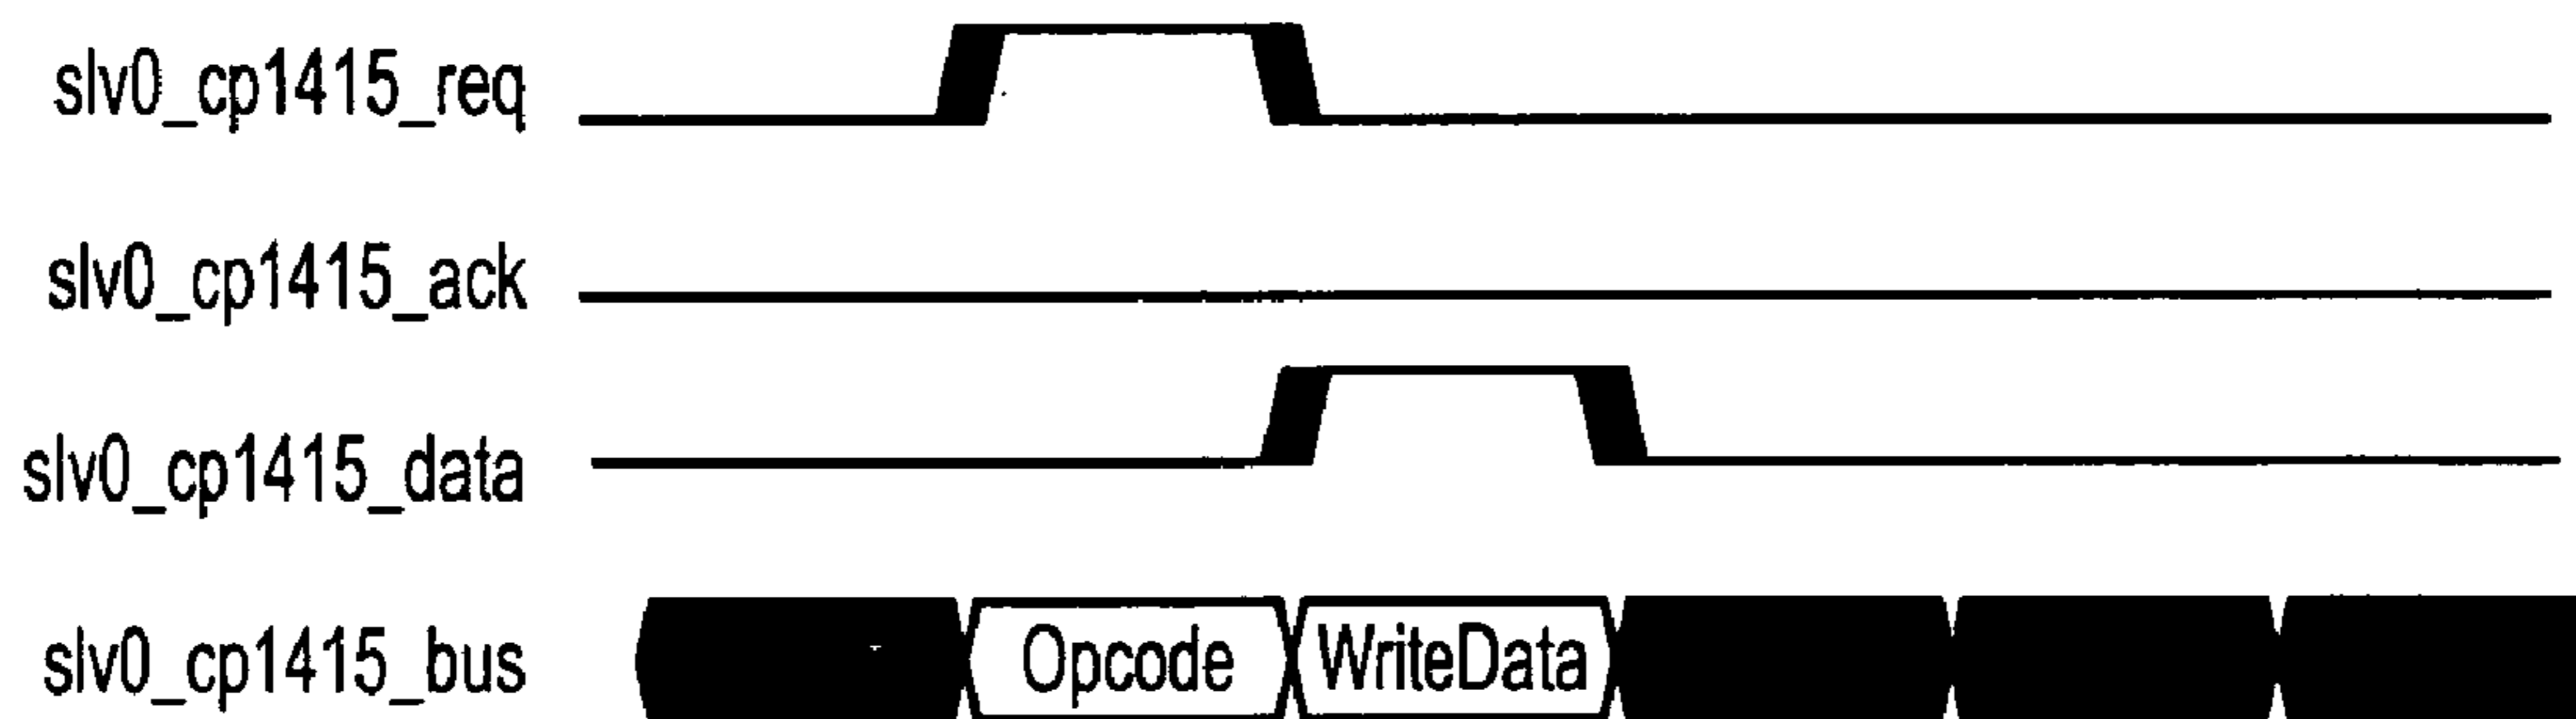 slv0_cp1415_req
slv0_cp1415_ack
slv0_cp1415_data
slv0_cp1415_bus Opcode WriteData